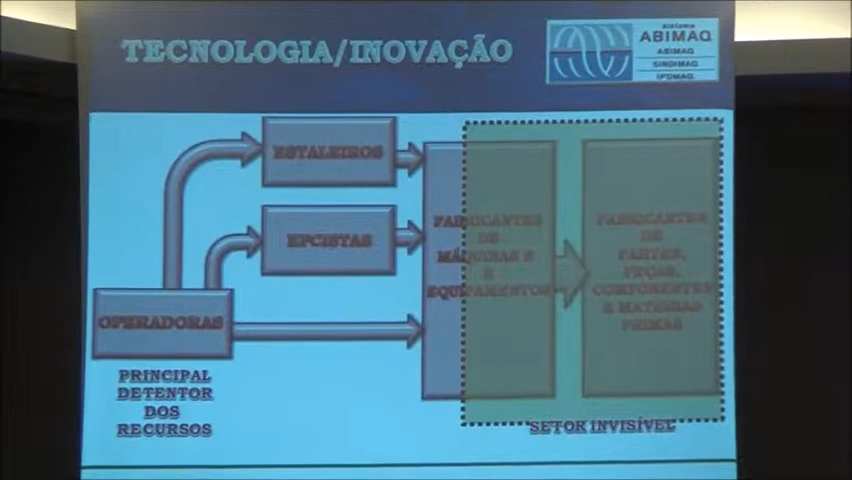 TECNOLOGIA/INOVAÇÃO
sistema
ABIMAQ
ABIMAQ
SINDIMAQ
IPDMAQ
ESTALEIROS
EPCISTAS
OPERADORAS
PRINCIPAL
DETENTOR
DOS
RECURSOS
FABRICANTES
DE
MÁQUINAS E
E
EQUIPAMENTOS
FABRICANTES
DE
PARTES,
PEÇAS,
COMPONENTES
E MATERIAS
PRIMAS
SETOR INVISÍVEL